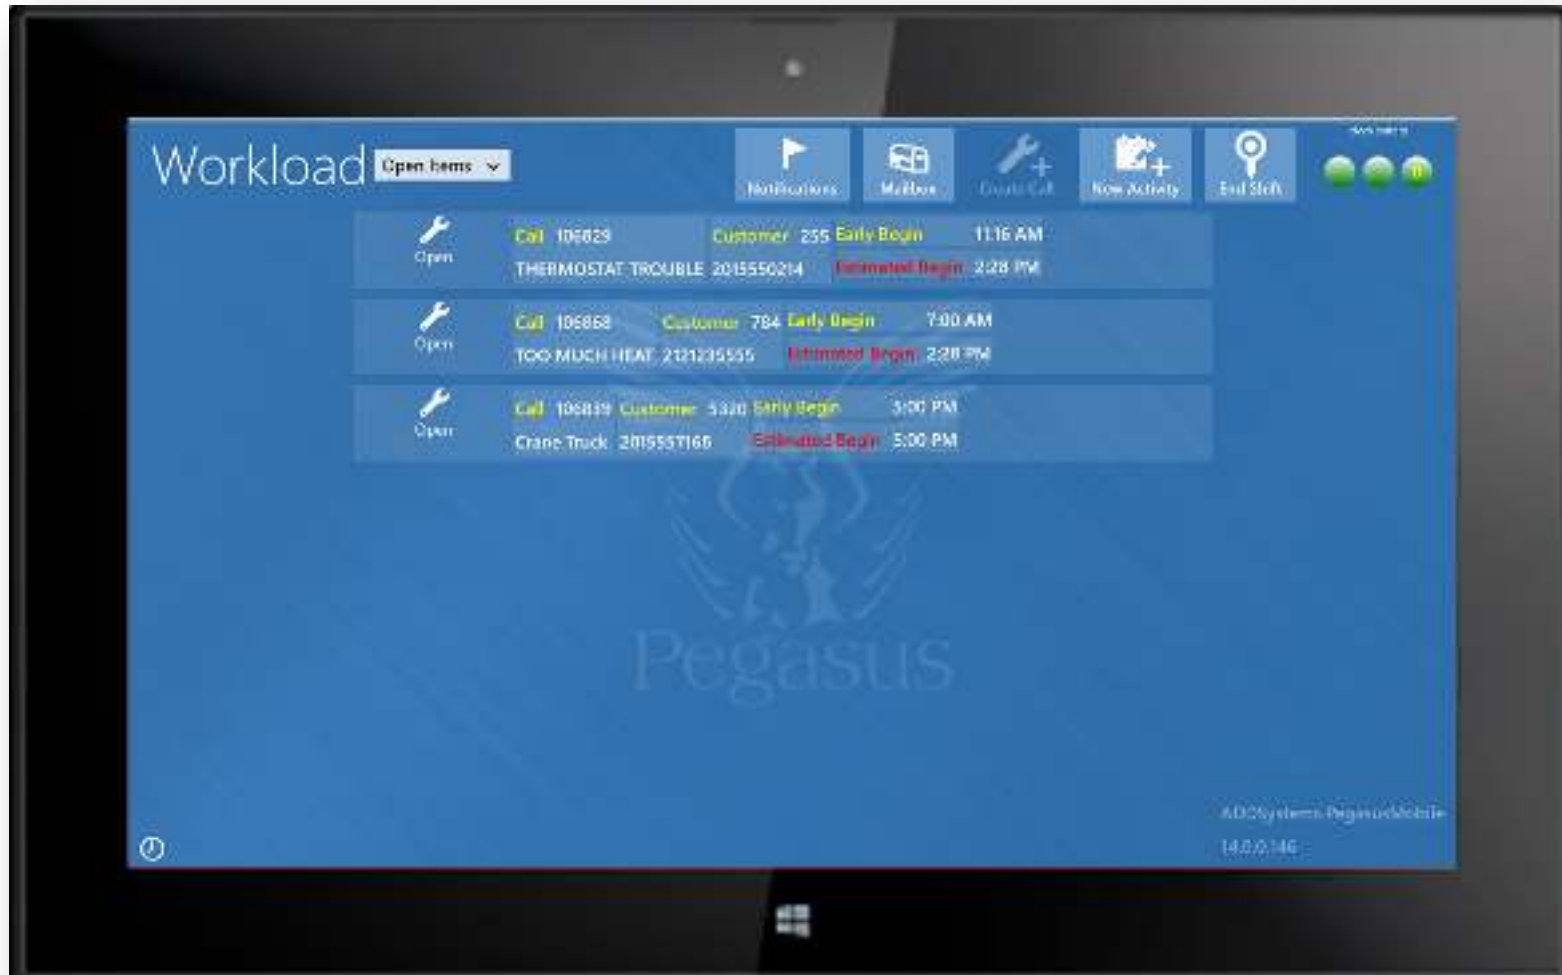 Workload Open Items
Notifications Mailbox Create Call New Activity End Shift
Open Call 106829 Customer 255 Early Begin 11:16 AM
THERMOSTAT TROUBLE 2015550214 Estimated Begin 2:28 PM
Open Call 106868 Customer 784 Early Begin 7:00 AM
TOO MUCH HEAT 2121235555 Estimated Begin 2:28 PM
Open Call 106839 Customer 5320 Early Begin 5:00 PM
Crane Truck 2015557168 Estimated Begin 5:00 PM
Pegasus
ADDSystems PegasusMobile
14.0.0.146